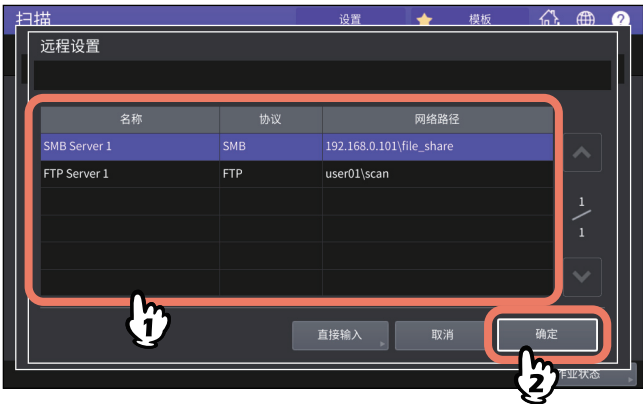 扫描
设置
模板
?
远程设置
名称 协议 网络路径
SMB Server 1 SMB 192.168.0.101\file_share
FTP Server 1 FTP user01\scan
1
1
1
直接输入 取消 确定
2
作业状态